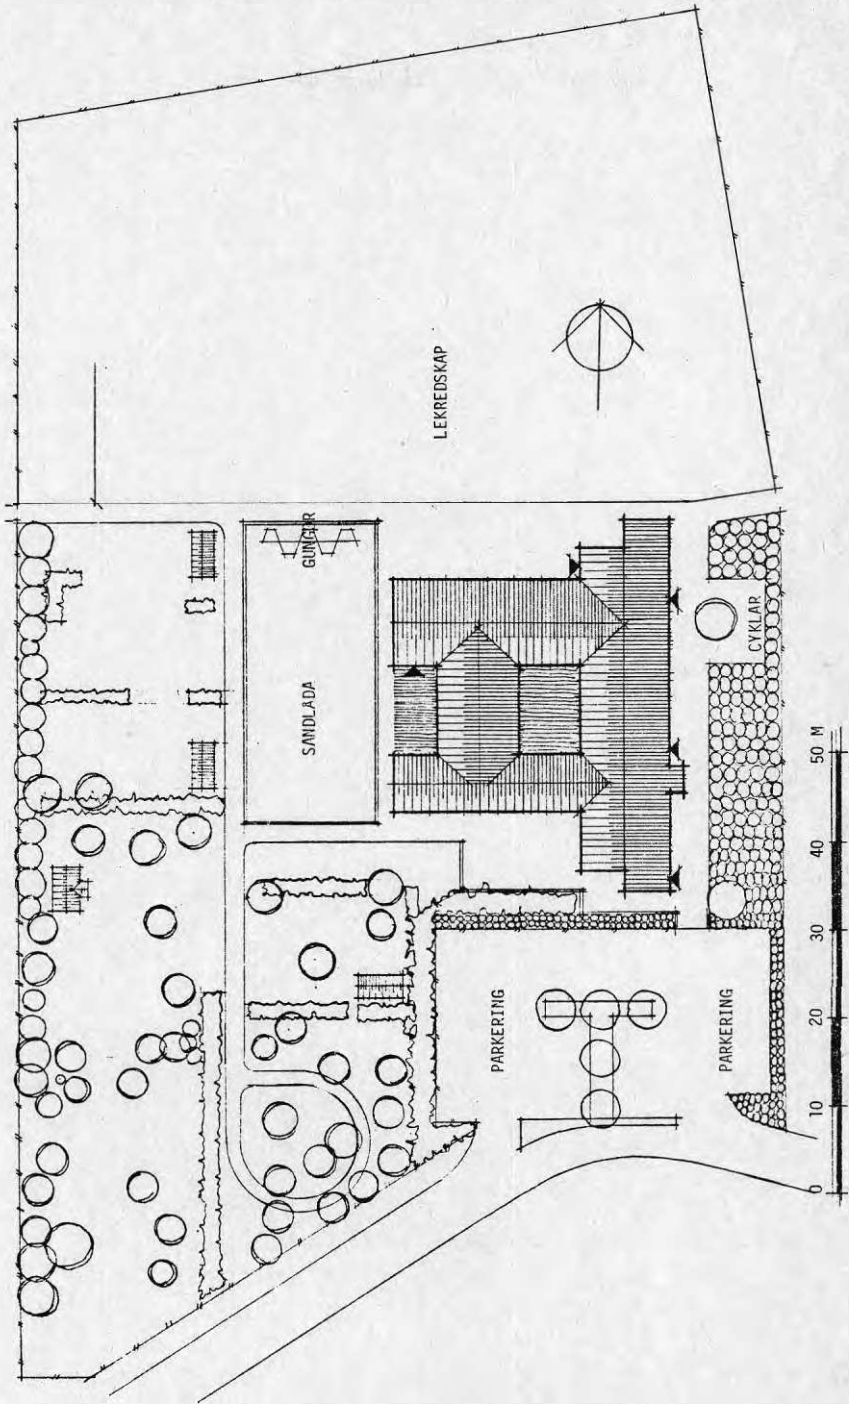 LEKREDSKAP
GUNGOR
SANDLÅDA
CYKLAR
PARKERING
PARKERING
0 10 20 30 40 50 M